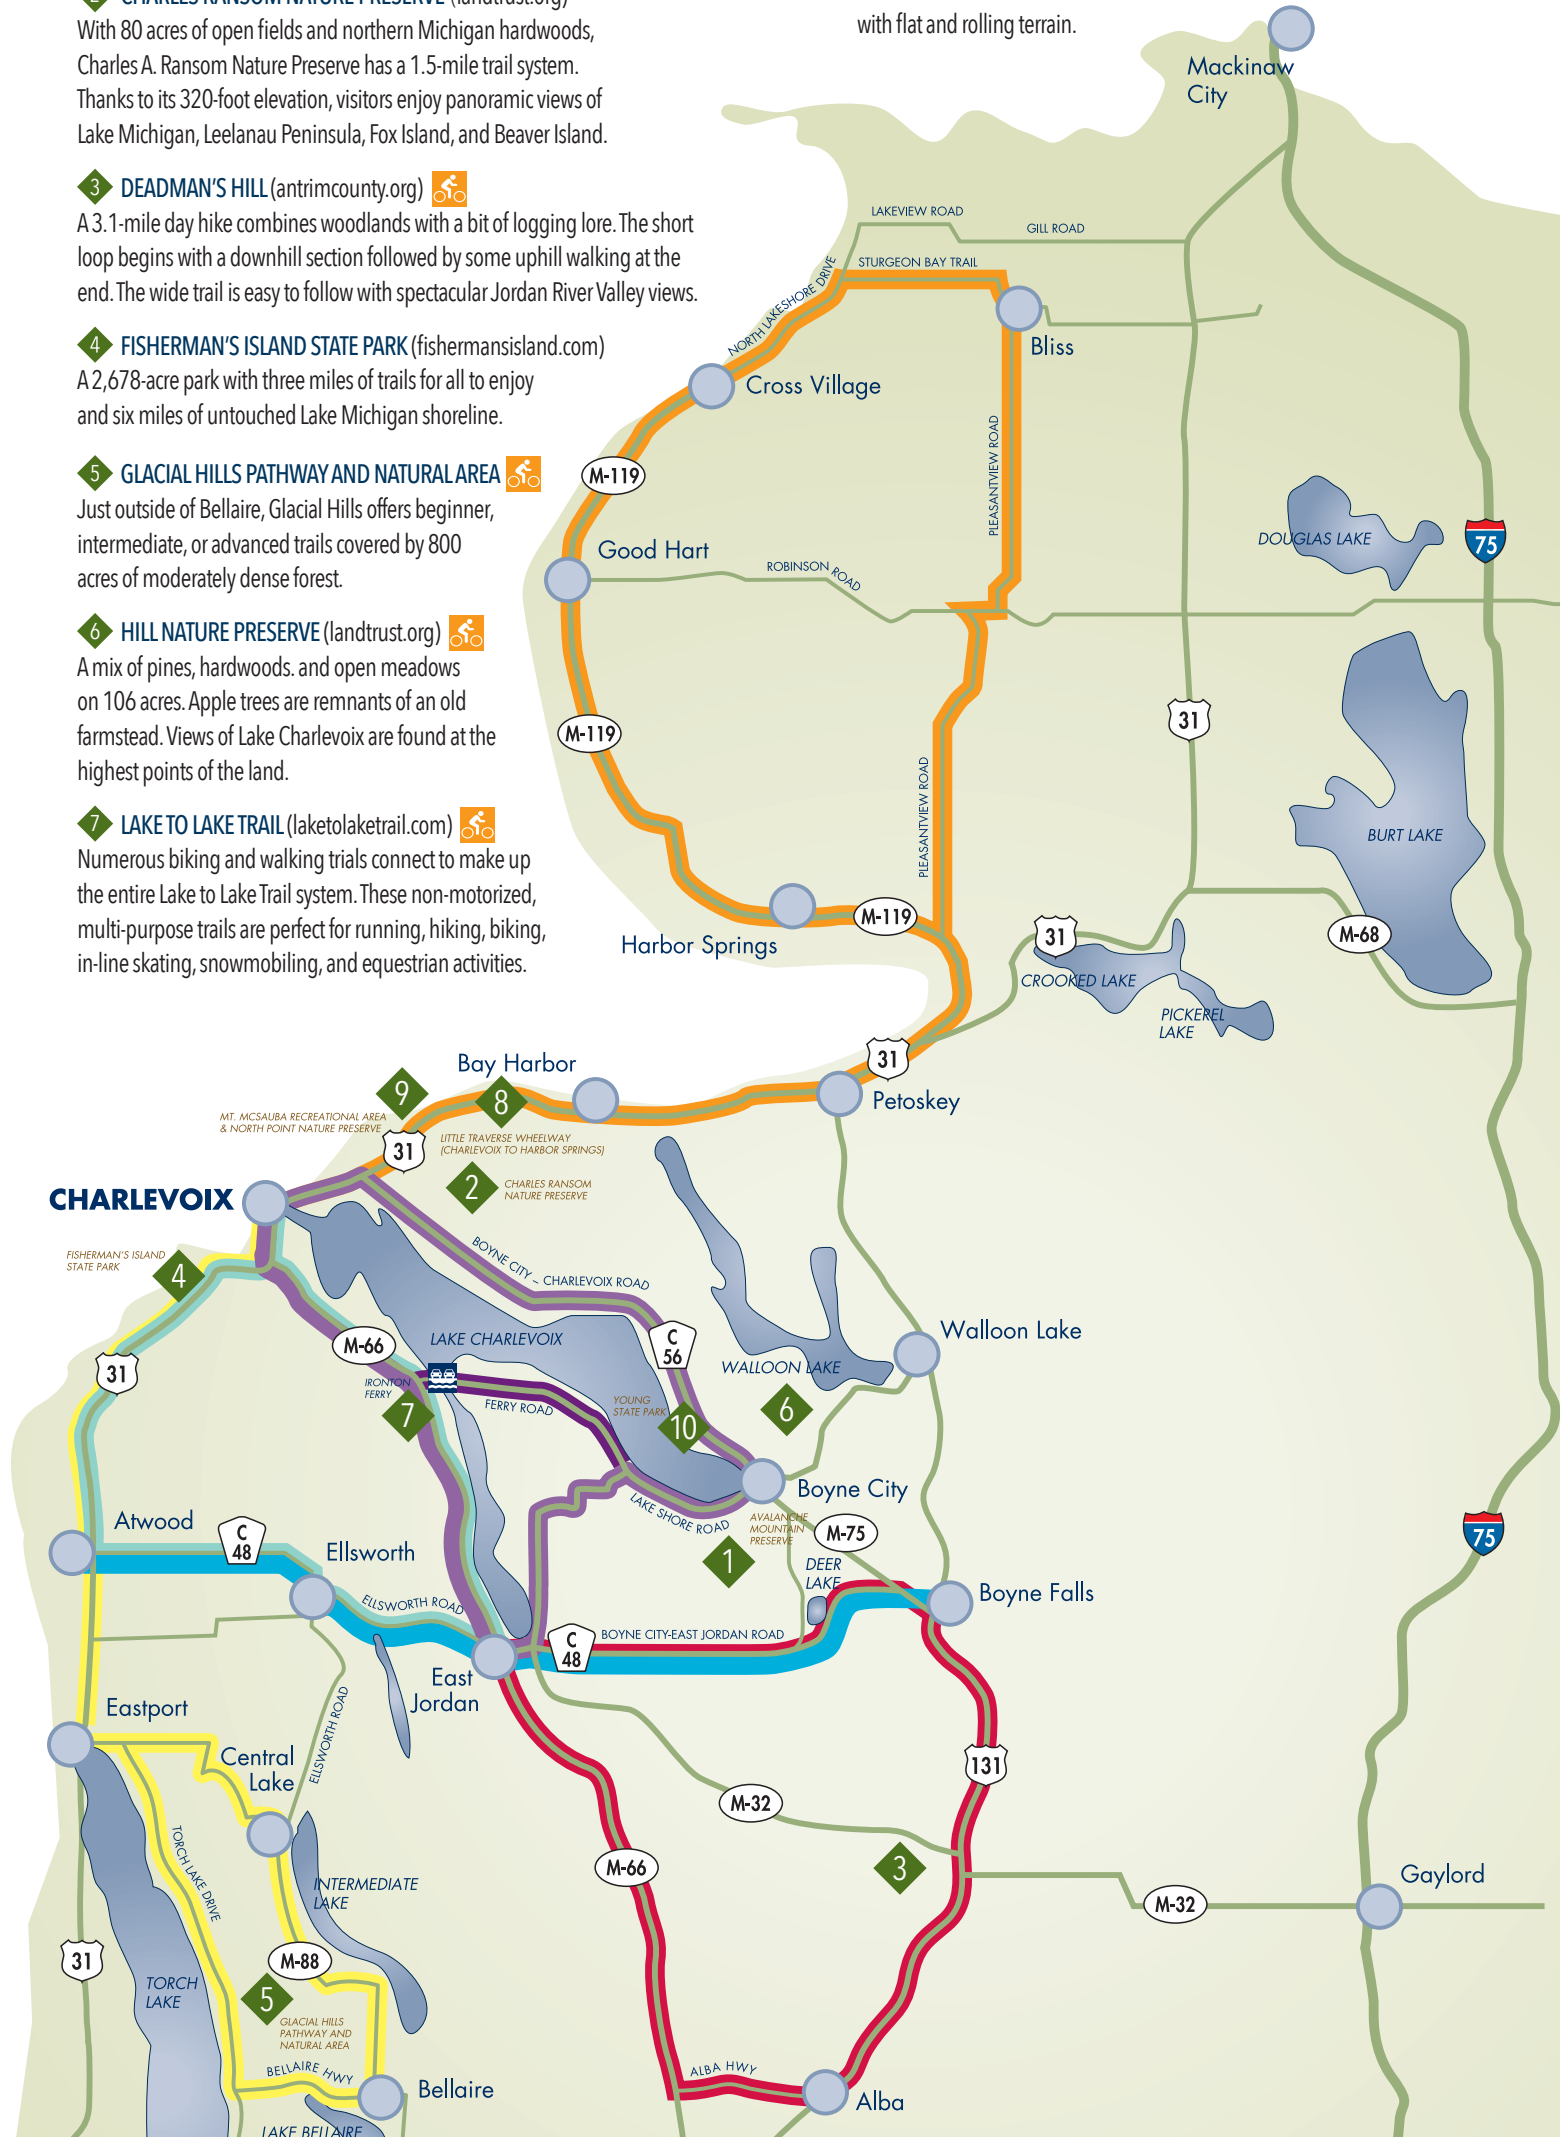 2 CHARLES RANSOM NATURE PRESERVE (landtrust.org)
With 80 acres of open fields and northern Michigan hardwoods,
Charles A. Ransom Nature Preserve has a 1.5-mile trail system.
Thanks to its 320-foot elevation, visitors enjoy panoramic views of
Lake Michigan, Leelanau Peninsula, Fox Island, and Beaver Island.
3 DEADMAN'S HILL (antrimcounty.org)
A 3.1-mile day hike combines woodlands with a bit of logging lore. The short
loop begins with a downhill section followed by some uphill walking at the
end. The wide trail is easy to follow with spectacular Jordan River Valley views.
4 FISHERMAN'S ISLAND STATE PARK (fishermansisland.com)
A 2,678-acre park with three miles of trails for all to enjoy
and six miles of untouched Lake Michigan shoreline.
5 GLACIAL HILLS PATHWAY AND NATURAL AREA
Just outside of Bellaire, Glacial Hills offers beginner,
intermediate, or advanced trails covered by 800
acres of moderately dense forest.
6 HILL NATURE PRESERVE (landtrust.org)
A mix of pines, hardwoods. and open meadows
on 106 acres. Apple trees are remnants of an old
farmstead. Views of Lake Charlevoix are found at the
highest points of the land.
7 LAKE TO LAKE TRAIL (laketolaketrail.com)
Numerous biking and walking trials connect to make up
the entire Lake to Lake Trail system. These non-motorized,
multi-purpose trails are perfect for running, hiking, biking,
in-line skating, snowmobiling, and equestrian activities.
with flat and rolling terrain.
Mackinaw
City
LAKEVIEW ROAD
GILL ROAD
STURGEON BAY TRAIL
NORTH LAKESHORE DRIVE
Bliss
Cross Village
PLEASANTVIEW ROAD
M-119
DOUGLAS LAKE
75
Good Hart
ROBINSON ROAD
M-119
31
PLEASANTVIEW ROAD
BURT LAKE
M-119
Harbor Springs
31
M-68
CROOKED LAKE
PICKEREL
LAKE
31
Bay Harbor
Petoskey
9
8
MT. MCSAUBA RECREATIONAL AREA
& NORTH POINT NATURE PRESERVE
31
LITTLE TRAVERSE WHEELWAY
(CHARLEVOIX TO HARBOR SPRINGS)
2
CHARLES RANSOM
NATURE PRESERVE
CHARLEVOIX
FISHERMAN'S ISLAND
STATE PARK
4
BOYNE CITY – CHARLEVOIX ROAD
M-66
LAKE CHARLEVOIX
C
56
Walloon Lake
WALLOON LAKE
31
IRONTON
FERRY
7
FERRY ROAD
YOUNG
STATE PARK
10
6
Boyne City
LAKE SHORE ROAD
AVALANCHE
MOUNTAIN
PRESERVE
M-75
1
75
Atwood
C
48
Ellsworth
DEER
LAKE
Boyne Falls
ELLSWORTH ROAD
C
48
BOYNE CITY-EAST JORDAN ROAD
East
Jordan
Eastport
ELLSWORTH ROAD
Central
Lake
131
M-32
TORCH LAKE DRIVE
M-66
3
Gaylord
INTERMEDIATE
LAKE
M-32
31
M-88
TORCH
LAKE
5
GLACIAL HILLS
PATHWAY AND
NATURAL AREA
BELLAIRE HWY
Bellaire
ALBA HWY
Alba
LAKE BELLAIRE